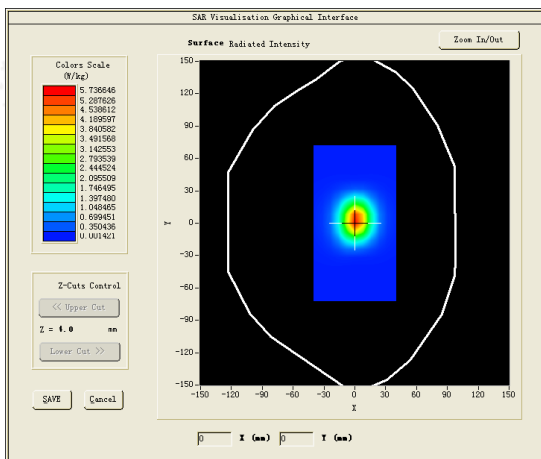 SAR Visualisation Graphical Interface
Surface Radiated Intensity
Zoom In/Out
Colors Scale
(W/kg)
5.736646
5.287626
4.538612
4.189597
3.840582
3.491568
3.142553
2.793539
2.444524
2.095509
1.746495
1.397480
1.048465
0.699451
0.350436
0.001421
150
120
90
60
30
0
-30
-60
-90
-120
-150
Y
-150 -120 -90 -60 -30 0 30 60 90 120 150
X
Z-Cuts Control
<< Upper Cut
Z = 4.0 mm
Lower Cut >>
SAVE
Cancel
0 X (mm) 0 Y (mm)